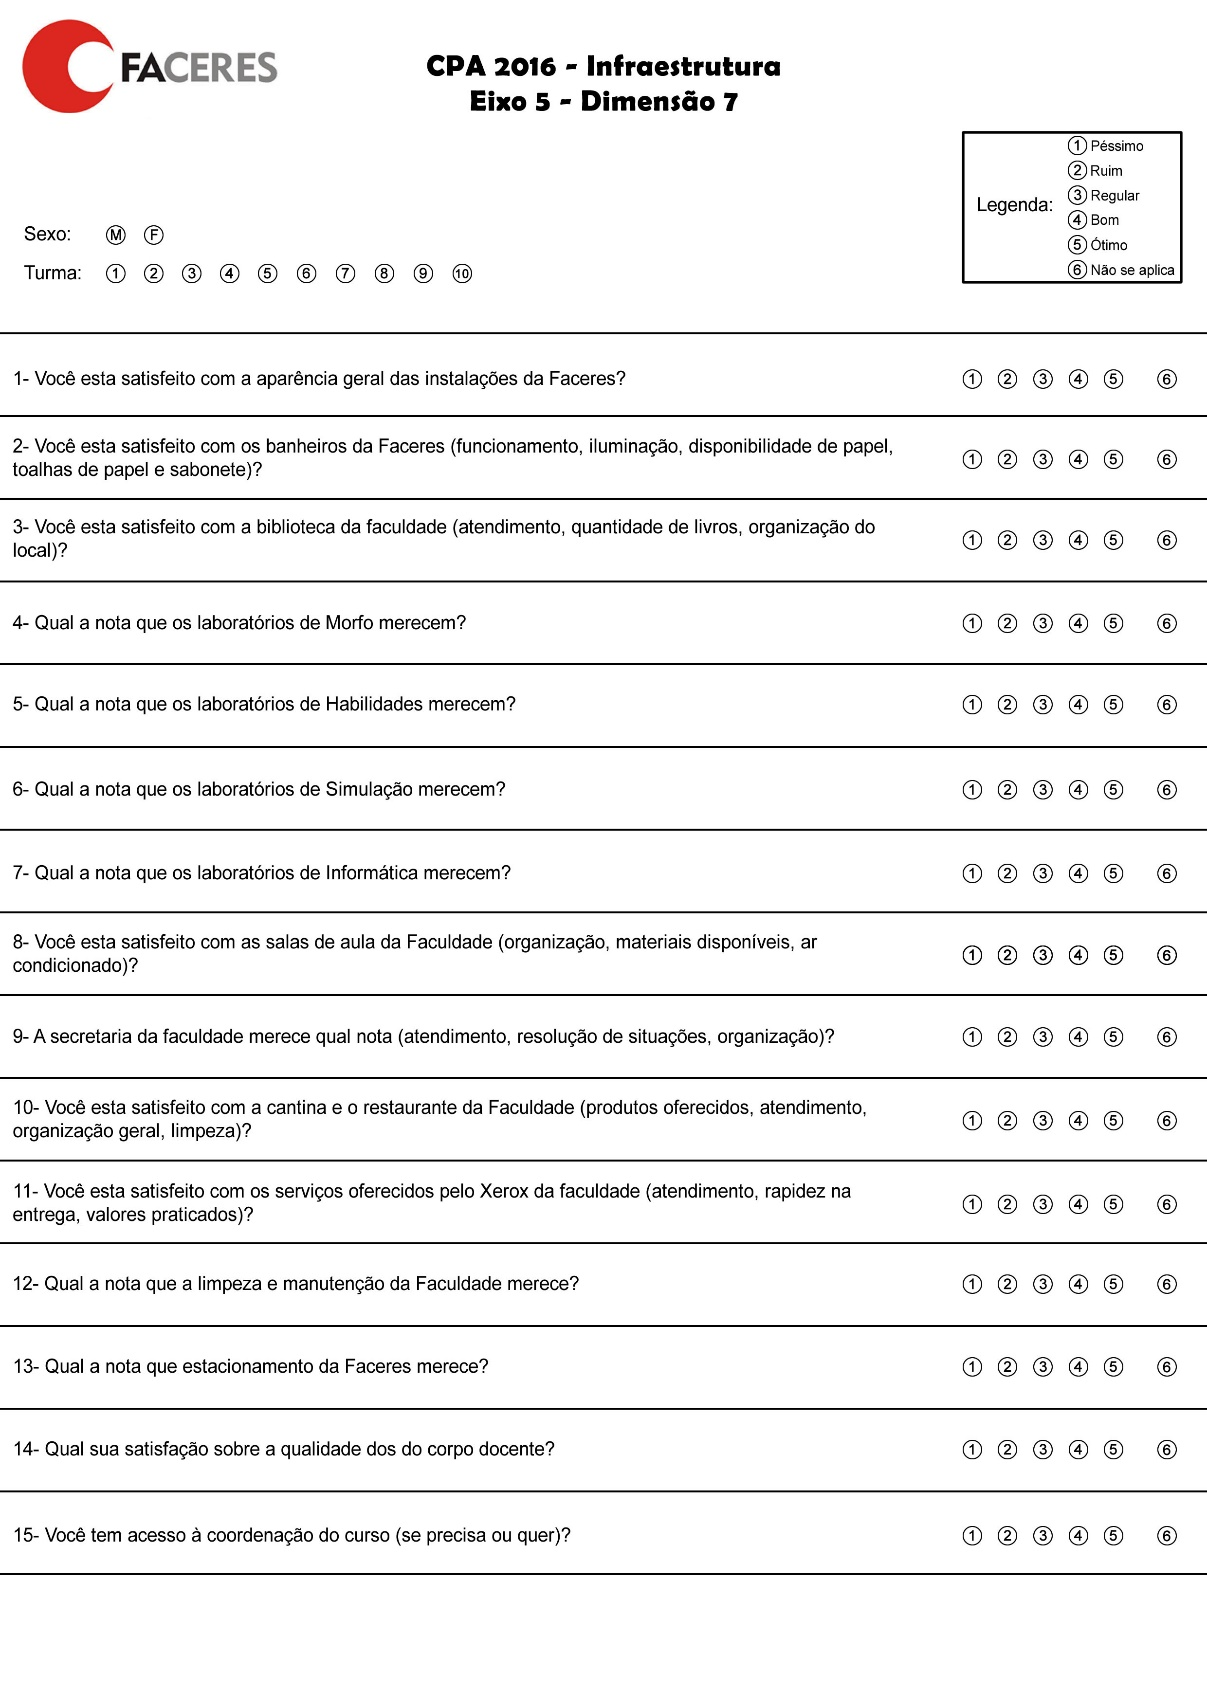 FACERES
CPA 2016 - Infraestrutura
Eixo 5 - Dimensão 7
Legenda:
1 Péssimo
2 Ruim
3 Regular
4 Bom
5 Ótimo
6 Não se aplica
Sexo: M F
Turma: 1 2 3 4 5 6 7 8 9 10
1- Você esta satisfeito com a aparência geral das instalações da Faceres? 1 2 3 4 5 6
2- Você esta satisfeito com os banheiros da Faceres (funcionamento, iluminação, disponibilidade de papel,
toalhas de papel e sabonete)? 1 2 3 4 5 6
3- Você esta satisfeito com a biblioteca da faculdade (atendimento, quantidade de livros, organização do
local)? 1 2 3 4 5 6
4- Qual a nota que os laboratórios de Morfo merecem? 1 2 3 4 5 6
5- Qual a nota que os laboratórios de Habilidades merecem? 1 2 3 4 5 6
6- Qual a nota que os laboratórios de Simulação merecem? 1 2 3 4 5 6
7- Qual a nota que os laboratórios de Informática merecem? 1 2 3 4 5 6
8- Você esta satisfeito com as salas de aula da Faculdade (organização, materiais disponíveis, ar
condicionado)? 1 2 3 4 5 6
9- A secretaria da faculdade merece qual nota (atendimento, resolução de situações, organização)? 1 2 3 4 5 6
10- Você esta satisfeito com a cantina e o restaurante da Faculdade (produtos oferecidos, atendimento,
organização geral, limpeza)? 1 2 3 4 5 6
11- Você esta satisfeito com os serviços oferecidos pelo Xerox da faculdade (atendimento, rapidez na
entrega, valores praticados)? 1 2 3 4 5 6
12- Qual a nota que a limpeza e manutenção da Faculdade merece? 1 2 3 4 5 6
13- Qual a nota que estacionamento da Faceres merece? 1 2 3 4 5 6
14- Qual sua satisfação sobre a qualidade dos do corpo docente? 1 2 3 4 5 6
15- Você tem acesso à coordenação do curso (se precisa ou quer)? 1 2 3 4 5 6